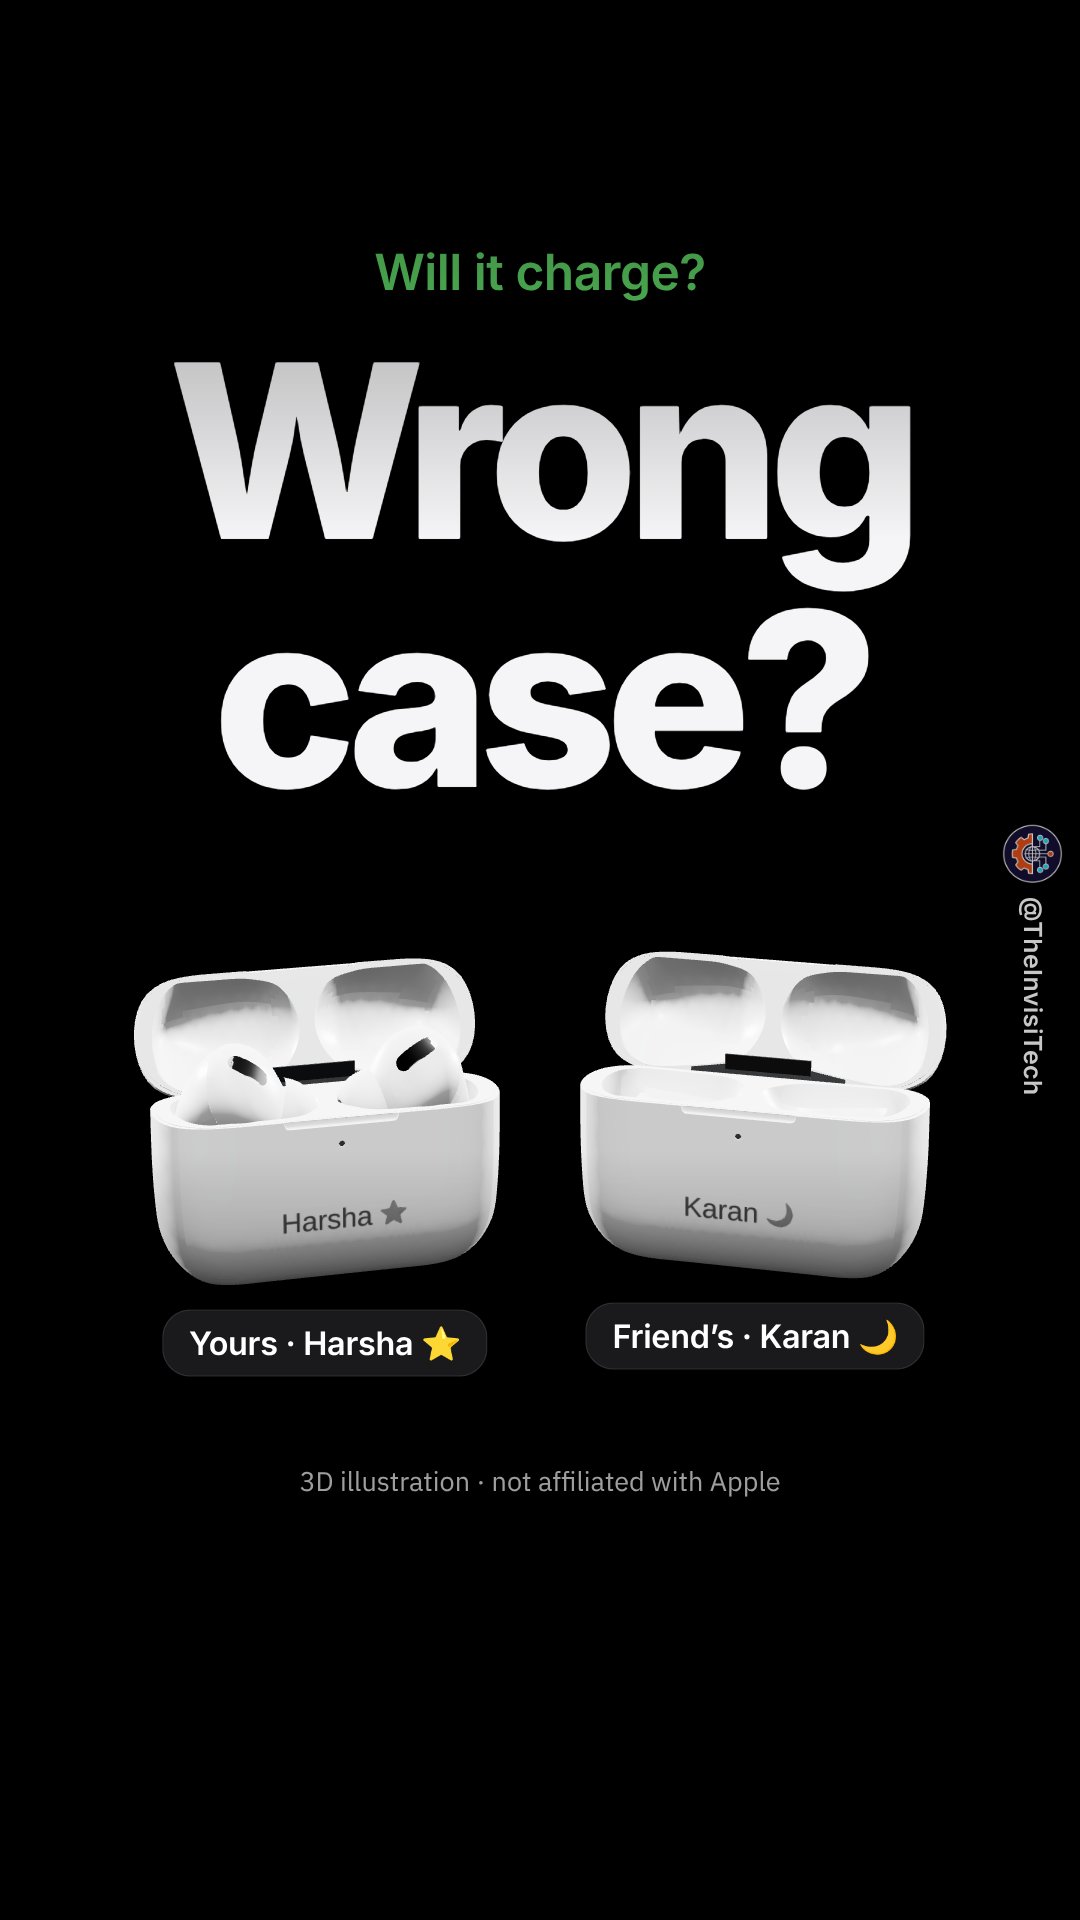 Will it charge?
Wrong
case?
@TheInvisiTech
Harsha ★
Karan 🌙
Yours · Harsha ⭐
Friend’s · Karan 🌙
3D illustration · not affiliated with Apple